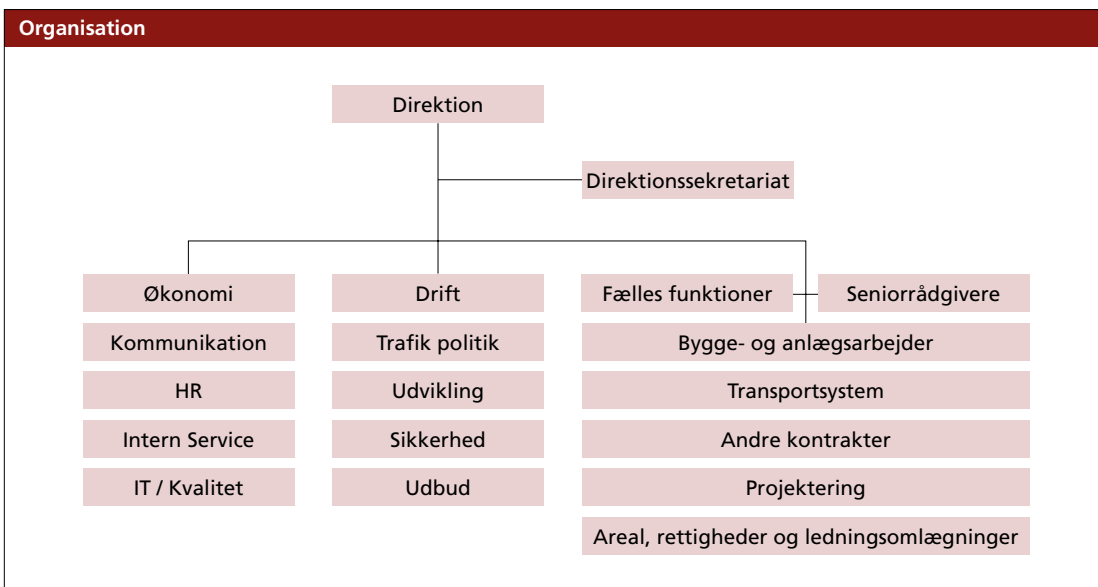 Organisation
Direktion
Direktionssekretariat
Økonomi
Kommunikation
HR
Intern Service
IT / Kvalitet
Drift
Trafik politik
Udvikling
Sikkerhed
Udbud
Fælles funktioner
Seniorrådgivere
Bygge- og anlægsarbejder
Transportsystem
Andre kontrakter
Projektering
Areal, rettigheder og ledningsomlægninger